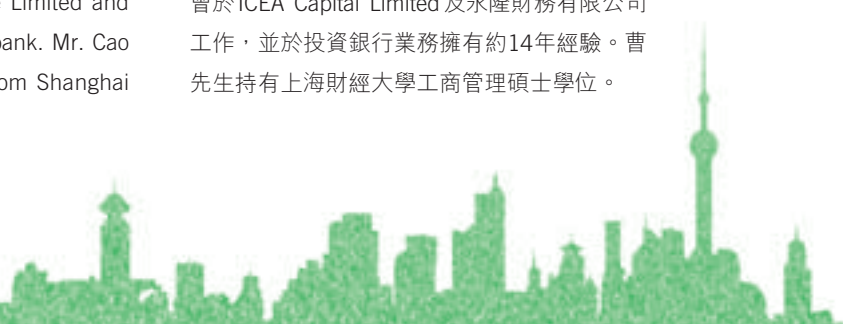 e Limited and
bank. Mr. Cao
om Shanghai
曾於ICEA Capital Limited及永隆財務有限公司
工作，並於投資銀行業務擁有約14年經驗。曹
先生持有上海財經大學工商管理碩士學位。